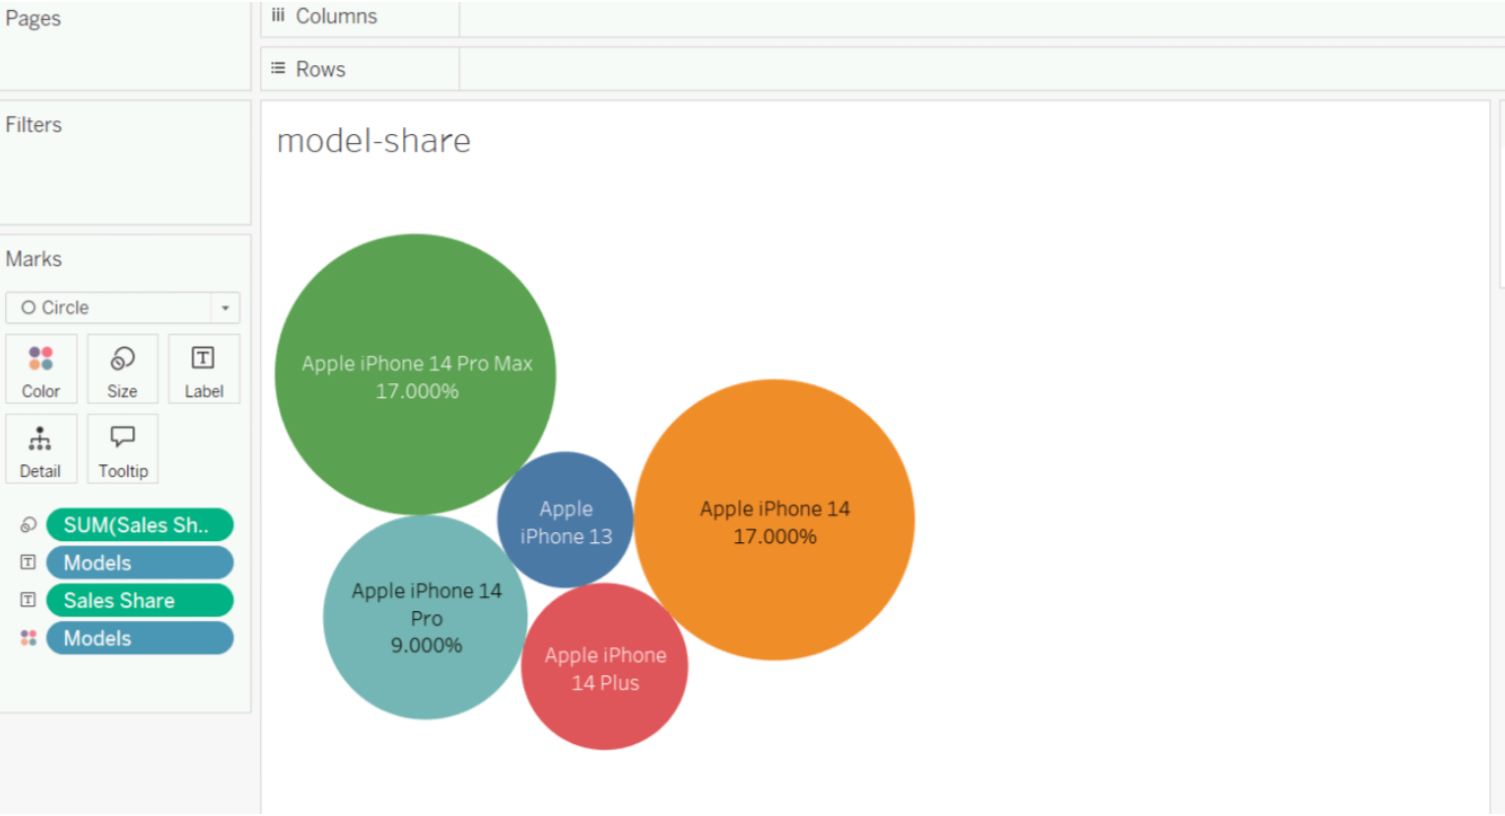 Pages
Columns
Rows
Filters
model-share
Marks
Circle
Color
Size
Label
Detail
Tooltip
SUM(Sales Sh..
Models
Sales Share
Models
Apple iPhone 14 Pro Max
17.000%
Apple
iPhone 13
Apple iPhone 14
17.000%
Apple iPhone 14
Pro
9.000%
Apple iPhone
14 Plus